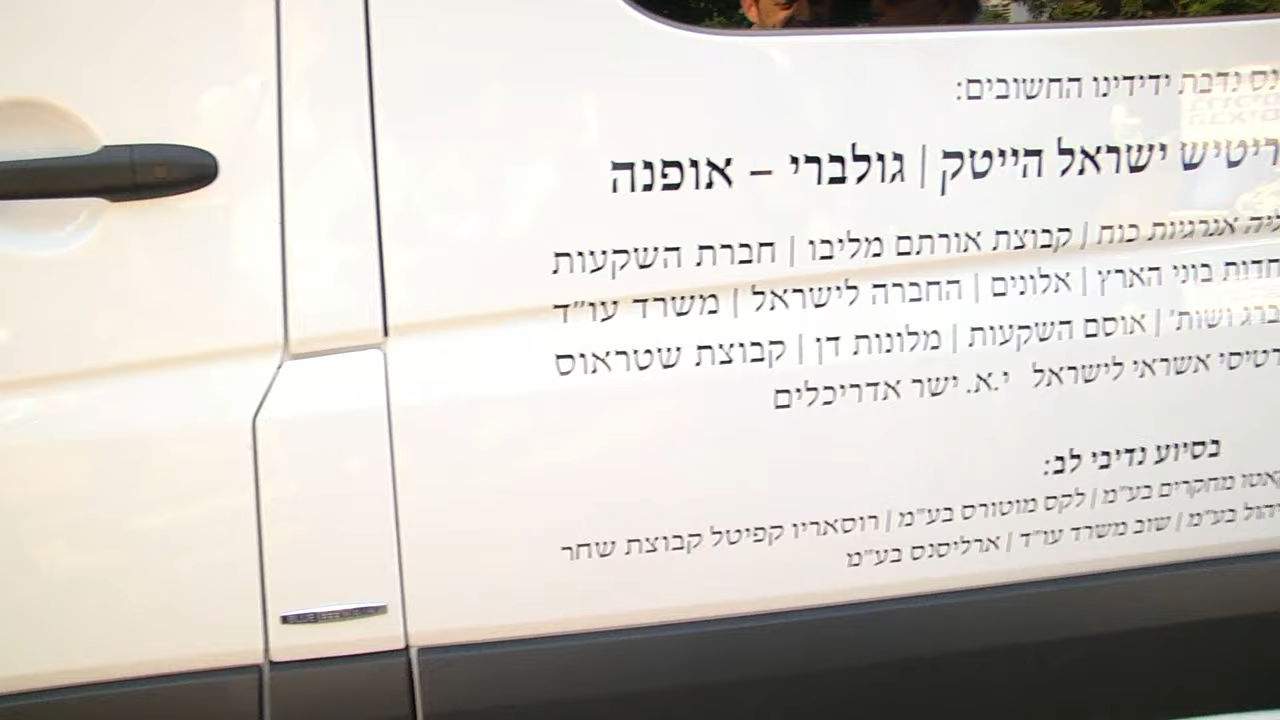 נדבת ידידינו החשובים:
ישראל הייטק | גולברי – אופנה
אנרגיות כוח | קבוצת אורתם מליבו | חברת השקעות
בוני הארץ | אלונים | החברה לישראל | משרד עו״ד
ושות׳ | אוסם השקעות | מלונות דן | קבוצת שטראוס
אשראי לישראל י.א. ישר אדריכלים
בסיוע נדיבי לב:
מחקרים בע״מ | לקס מוטורס בע״מ | רוסאריו קפיטל קבוצת שחר
בע״מ | שוב משרד עו״ד | ארליסנס בע״מ